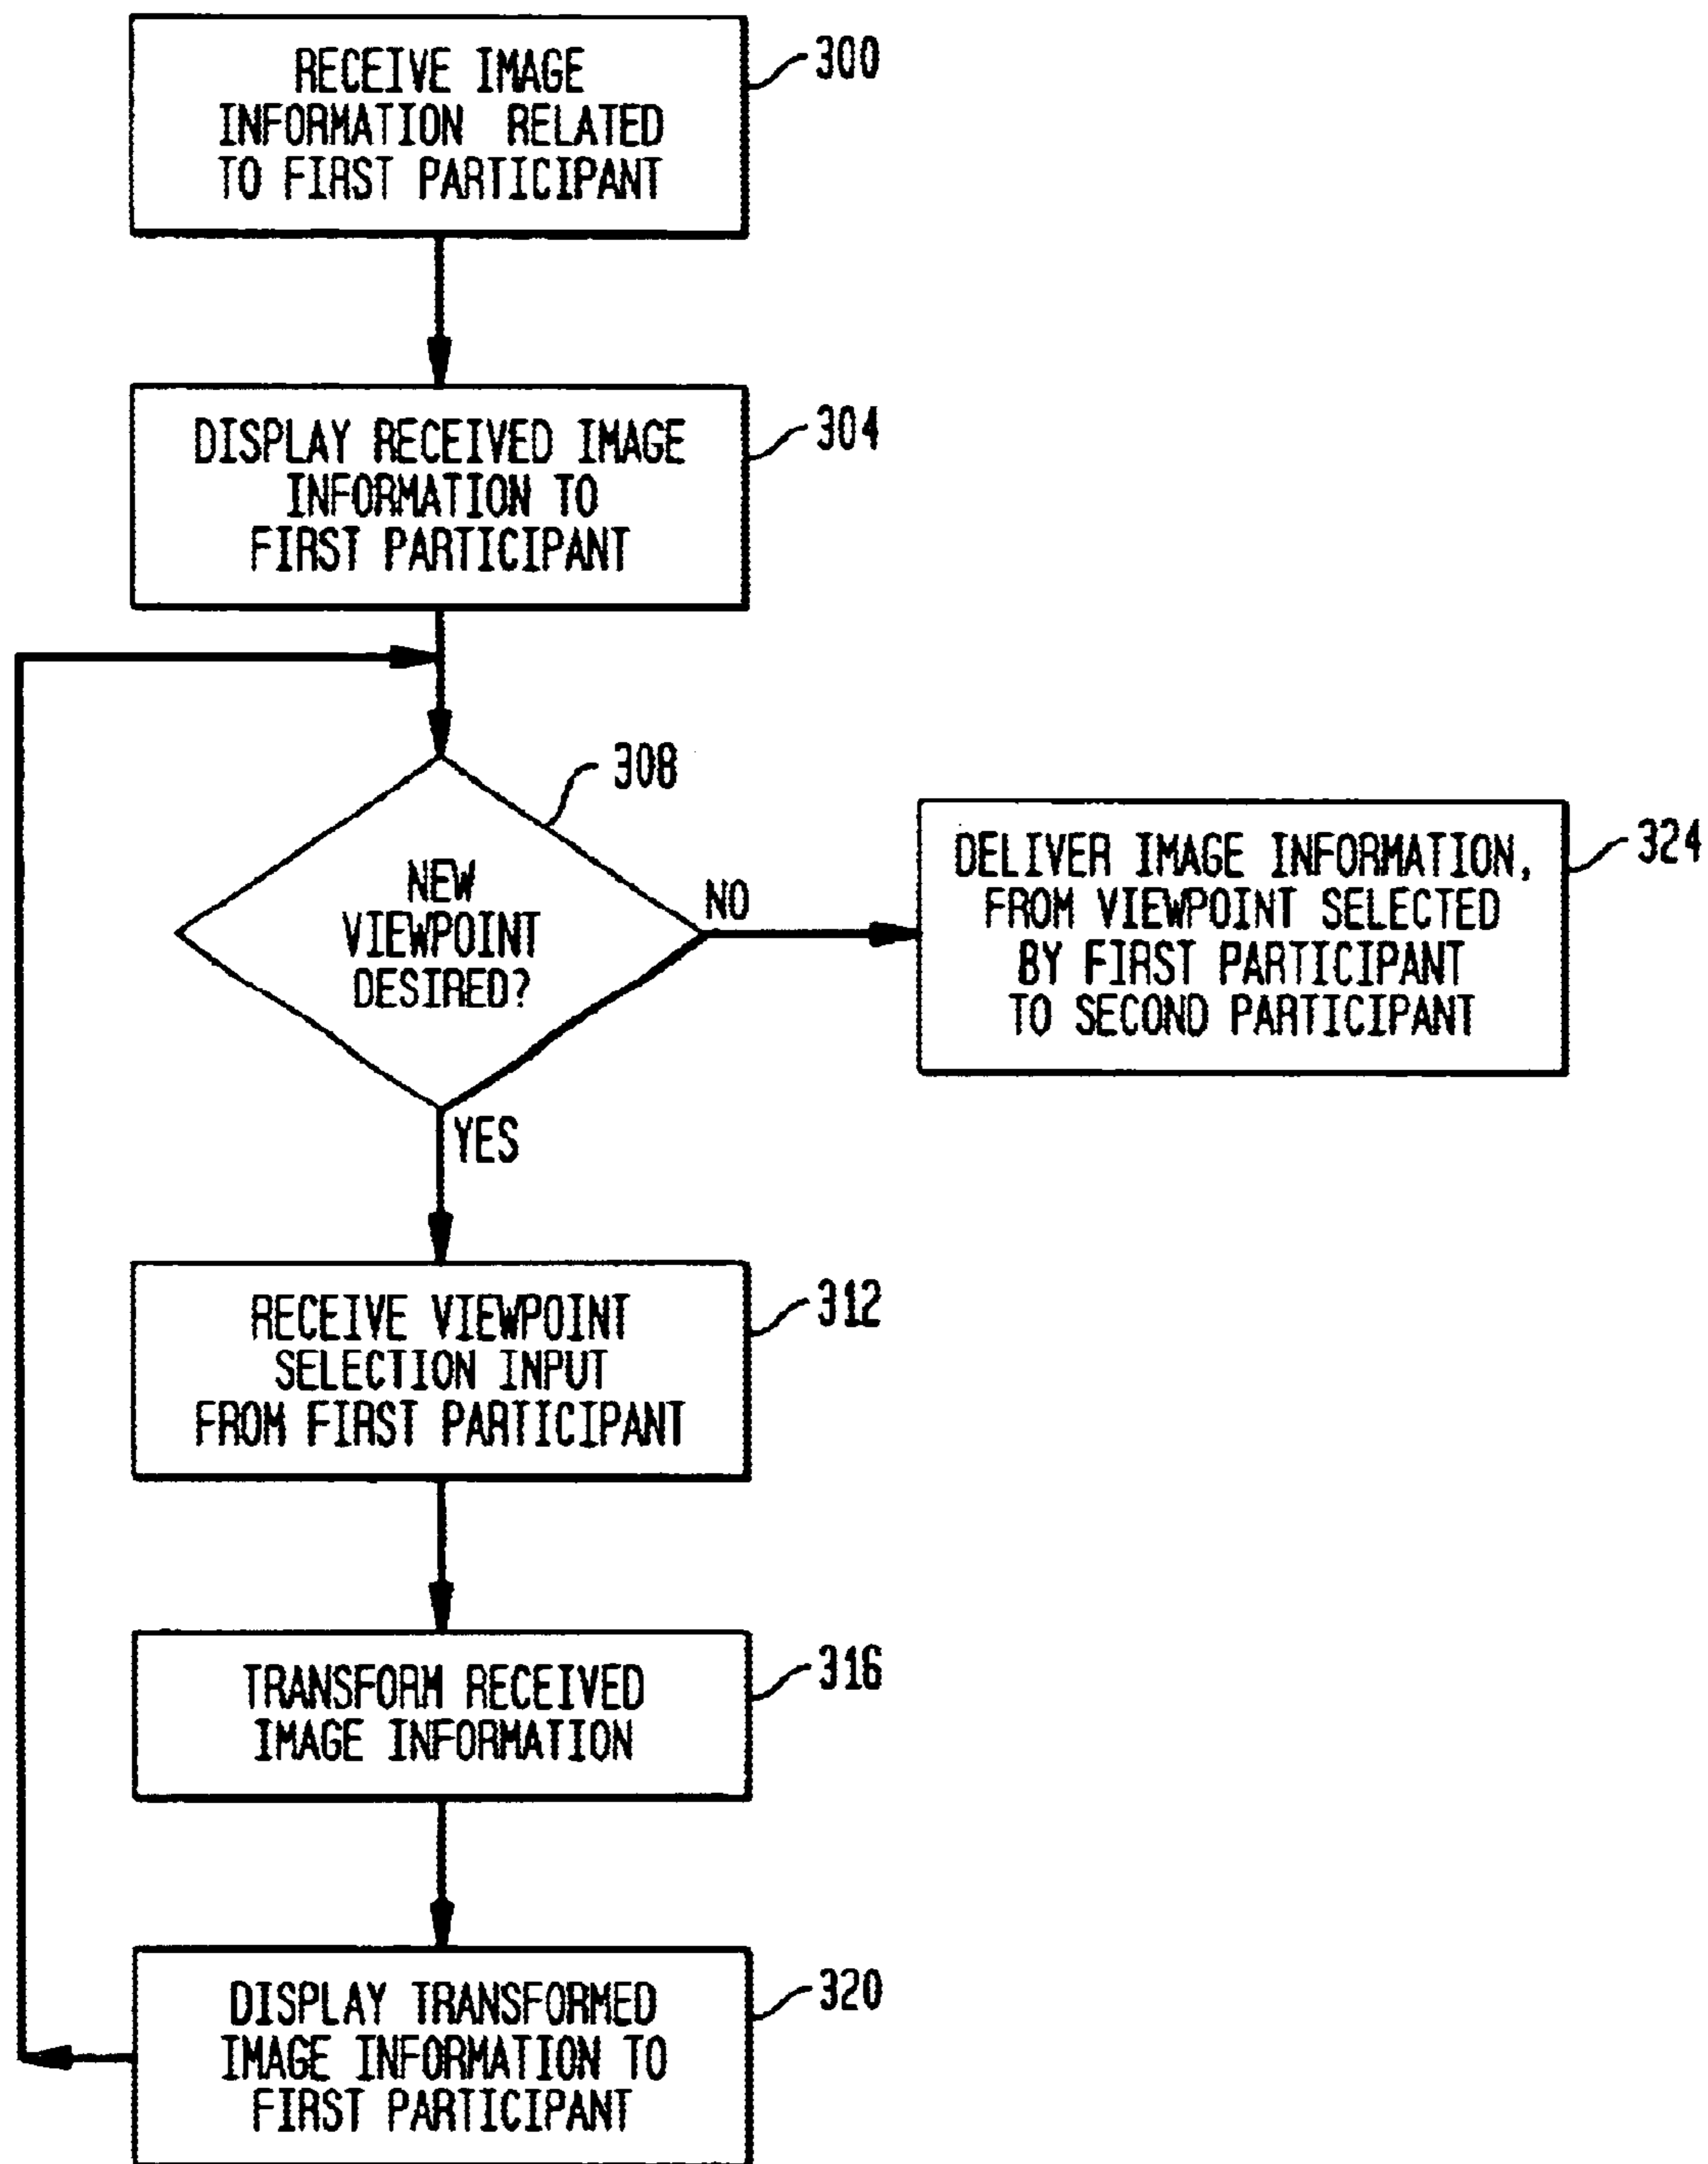 RECEIVE IMAGE
INFORMATION RELATED
TO FIRST PARTICIPANT
300
DISPLAY RECEIVED IMAGE
INFORMATION TO
FIRST PARTICIPANT
304
NEW
VIEWPOINT
DESIRED?
308
NO
DELIVER IMAGE INFORMATION,
FROM VIEWPOINT SELECTED
BY FIRST PARTICIPANT
TO SECOND PARTICIPANT
324
YES
RECEIVE VIEWPOINT
SELECTION INPUT
FROM FIRST PARTICIPANT
312
TRANSFORM RECEIVED
IMAGE INFORMATION
316
DISPLAY TRANSFORMED
IMAGE INFORMATION TO
FIRST PARTICIPANT
320